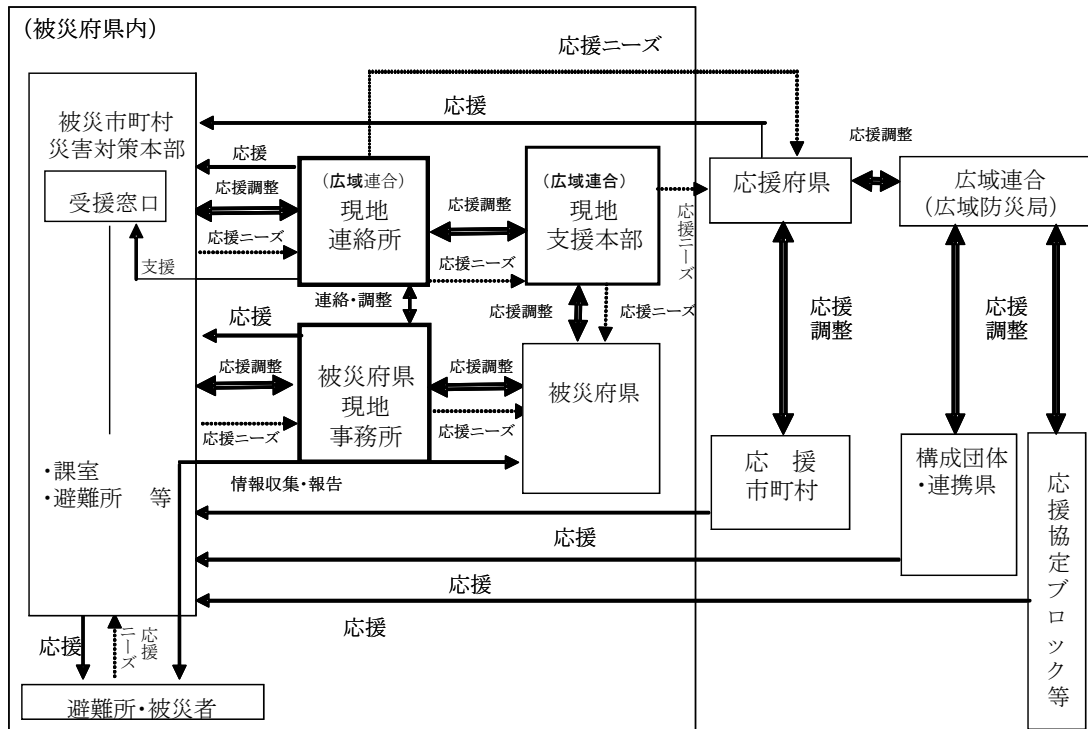 (被災府県内)
応援ニーズ
応援
被災市町村
災害対策本部
受援窓口
応援
応援調整
応援ニーズ
支援
(広域連合)
現地
連絡所
応援調整
応援ニーズ
(広域連合)
現地
支援本部
応援ニーズ
応援府県
応援調整
広域連合
(広域防災局)
連絡・調整
応援
応援調整
応援ニーズ
被災府県
現地
事務所
応援調整
応援ニーズ
応援調整
応援ニーズ
被災府県
応援
調整
応援
調整
・課室
・避難所 等
情報収集・報告
応 援
市町村
構成団体
・連携県
応援協定ブロック等
応援
応援
応援
応援
応援
ニーズ
避難所・被災者